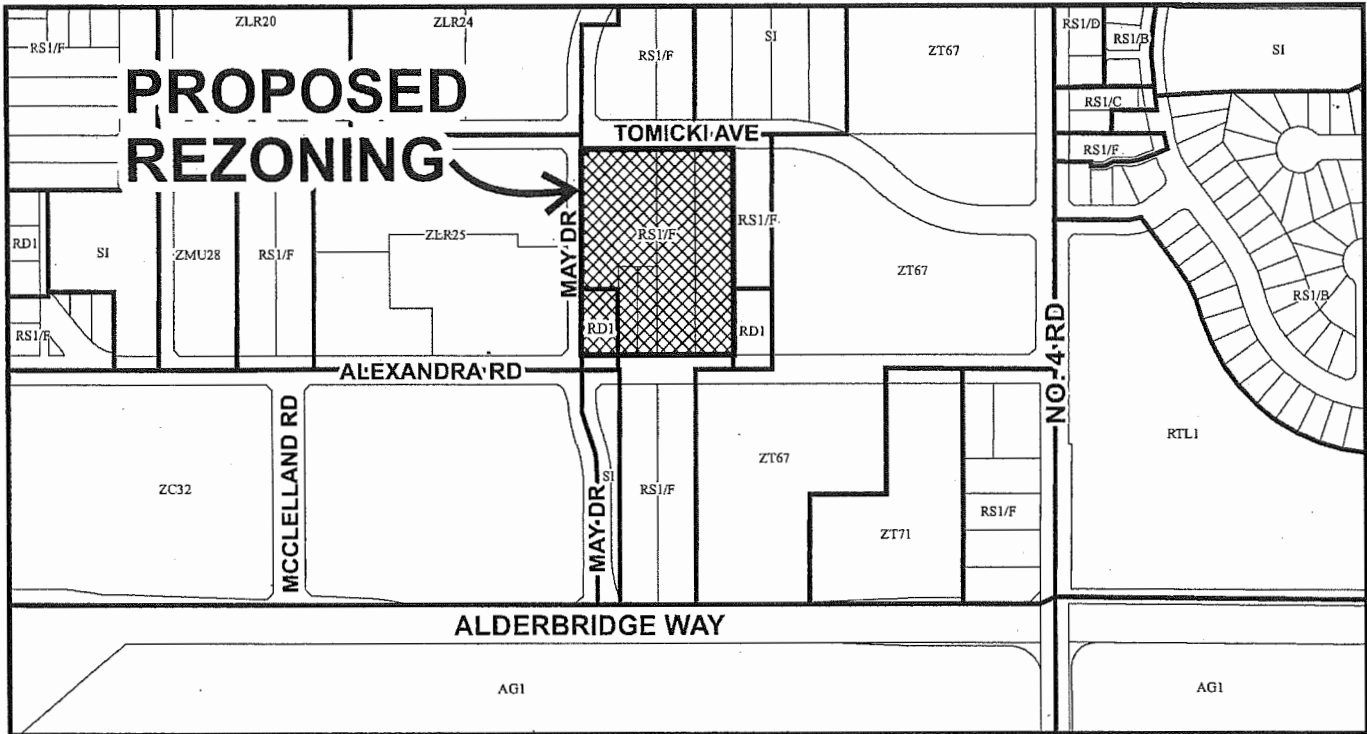 ZLR20
ZLR24
RS1/F
RS1/F
SI
ZT67
RS1/D
RS1/B
SI
PROPOSED
REZONING
RS1/C
TOMICKI AVE
RS1/F
MAY DR
RS1/F
RS1/F
RD1
SI
ZMU28
RS1/F
ZLR25
ZT67
RS1/B
RS1/F
RD1
RD1
NO. 4 RD
ALEXANDRA RD
MCCLELLAND RD
ZC32
MAY DR
SI
RS1/F
ZT67
ZT71
RS1/F
RTL1
ALDERBRIDGE WAY
AG1
AG1